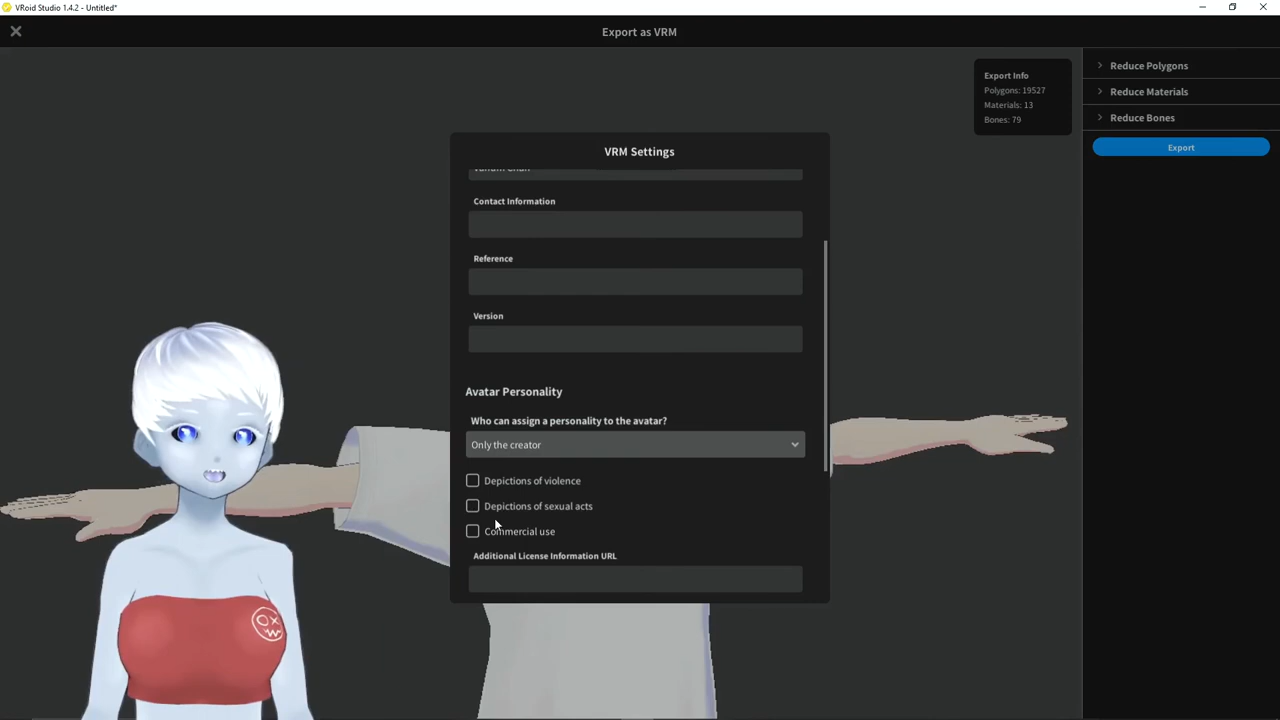 VRoid Studio 1.4.2 - Untitled*
Export as VRM
Export Info
Polygons: 19527
Materials: 13
Bones: 79
Reduce Polygons
Reduce Materials
Reduce Bones
Export
VRM Settings
Contact Information
Reference
Version
Avatar Personality
Who can assign a personality to the avatar?
Only the creator
Depictions of violence
Depictions of sexual acts
Commercial use
Additional License Information URL